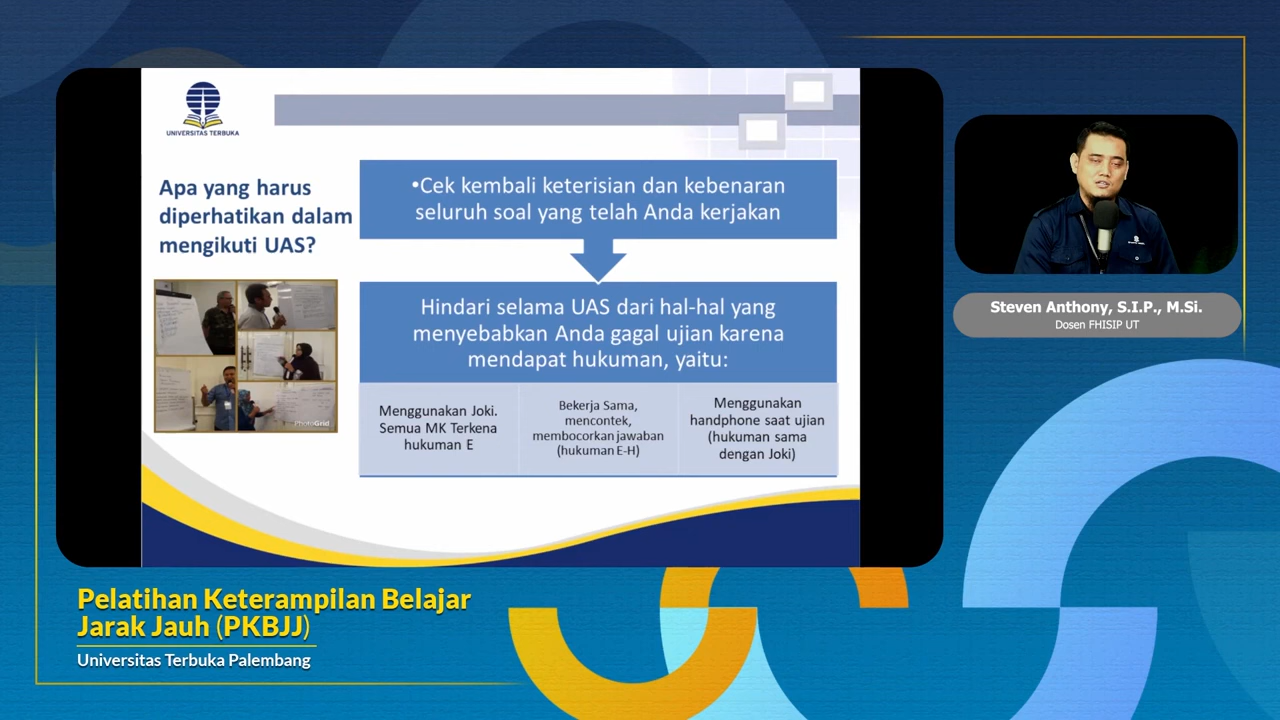 UNIVERSITAS TERBUKA
Apa yang harus
diperhatikan dalam
mengikuti UAS?
•Cek kembali keterisian dan kebenaran
seluruh soal yang telah Anda kerjakan
Hindari selama UAS dari hal-hal yang
menyebabkan Anda gagal ujian karena
mendapat hukuman, yaitu:
Menggunakan Joki.
Semua MK Terkena
hukuman E
Bekerja Sama,
mencontek,
membocorkan jawaban
(hukuman E-H)
Menggunakan
handphone saat ujian
(hukuman sama
dengan Joki)
PhotoGrid
Steven Anthony, S.I.P., M.Si.
Dosen FHISIP UT
Pelatihan Keterampilan Belajar
Jarak Jauh (PKBJJ)
Universitas Terbuka Palembang